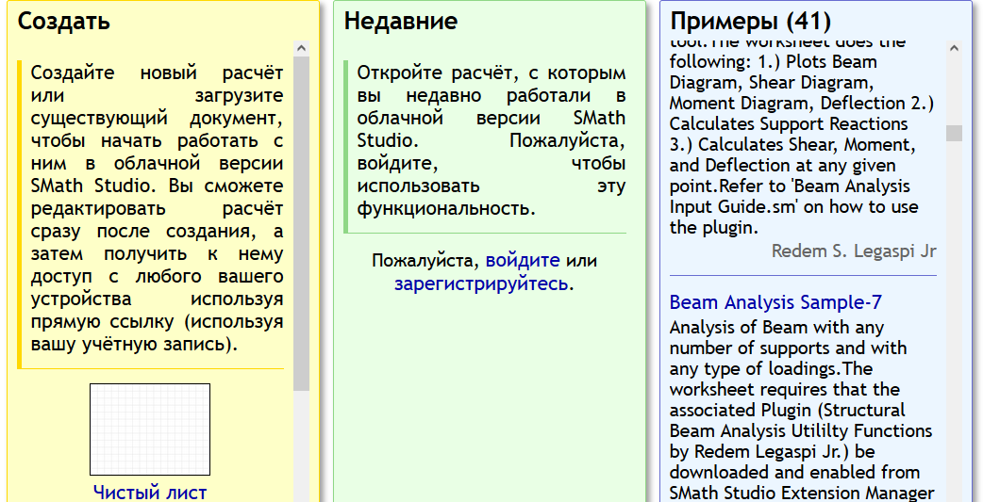 Создать
Создайте новый расчёт
или загрузите
существующий документ,
чтобы начать работать с
ним в облачной версии
SMath Studio. Вы сможете
редактировать расчёт
сразу после создания, а
затем получить к нему
доступ с любого вашего
устройства используя
прямую ссылку (используя
вашу учётную запись).
Чистый лист
Недавние
Откройте расчёт, с которым
вы недавно работали в
облачной версии SMath
Studio. Пожалуйста,
войдите, чтобы
использовать эту
функциональность.
Пожалуйста, войдите или
зарегистрируйтесь.
Примеры (41)
tool.The worksheet does the
following: 1.) Plots Beam
Diagram, Shear Diagram,
Moment Diagram, Deflection 2.)
Calculates Support Reactions
3.) Calculates Shear, Moment,
and Deflection at any given
point.Refer to 'Beam Analysis
Input Guide.sm' on how to use
the plugin.
Redem S. Legaspi Jr
Beam Analysis Sample-7
Analysis of Beam with any
number of supports and with
any type of loadings.The
worksheet requires that the
associated Plugin (Structural
Beam Analysis Utililty Functions
by Redem Legaspi Jr.) be
downloaded and enabled from
SMath Studio Extension Manager